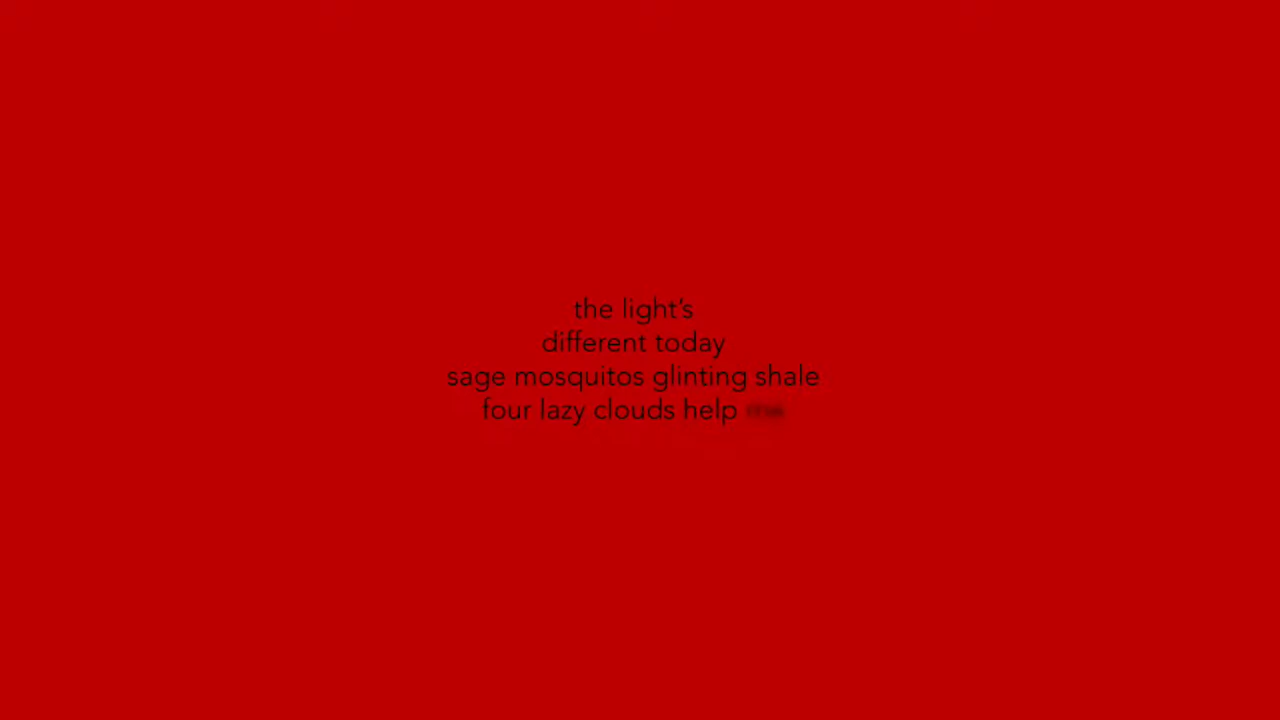 the light’s
different today
sage mosquitos glinting shale
four lazy clouds help